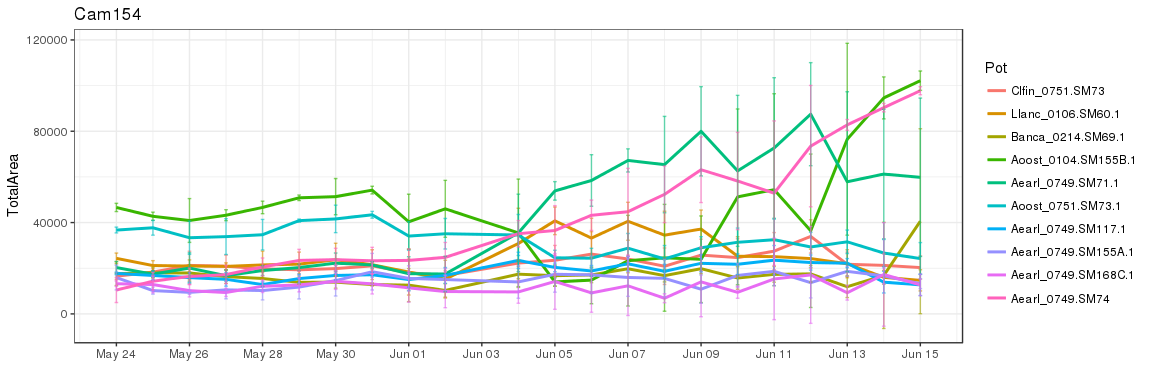 Cam154
TotalArea
120000
80000
40000
0
May 24
May 26
May 28
May 30
Jun 01
Jun 03
Jun 05
Jun 07
Jun 09
Jun 11
Jun 13
Jun 15
Pot
Clfin_0751.SM73
Llanc_0106.SM60.1
Banca_0214.SM69.1
Aoost_0104.SM155B.1
Aearl_0749.SM71.1
Aoost_0751.SM73.1
Aearl_0749.SM117.1
Aearl_0749.SM155A.1
Aearl_0749.SM168C.1
Aearl_0749.SM74